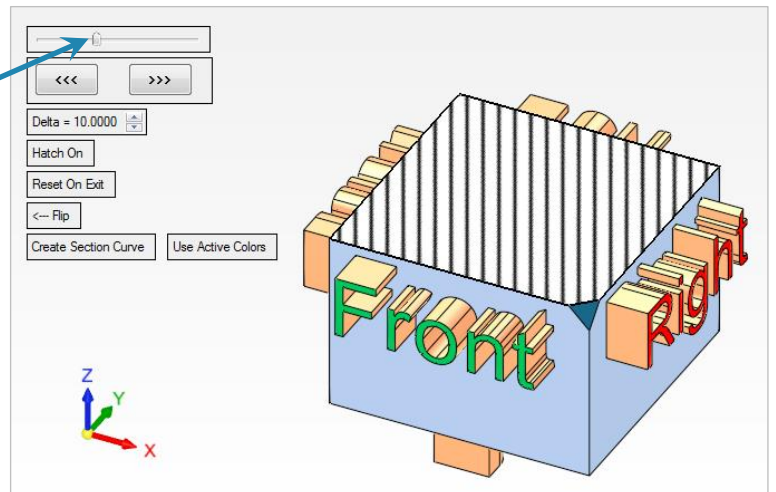 <<< >>>
Delta = 10.0000
Hatch On
Reset On Exit
<--- Flip
Create Section Curve Use Active Colors
Front
Right
Z
Y
X